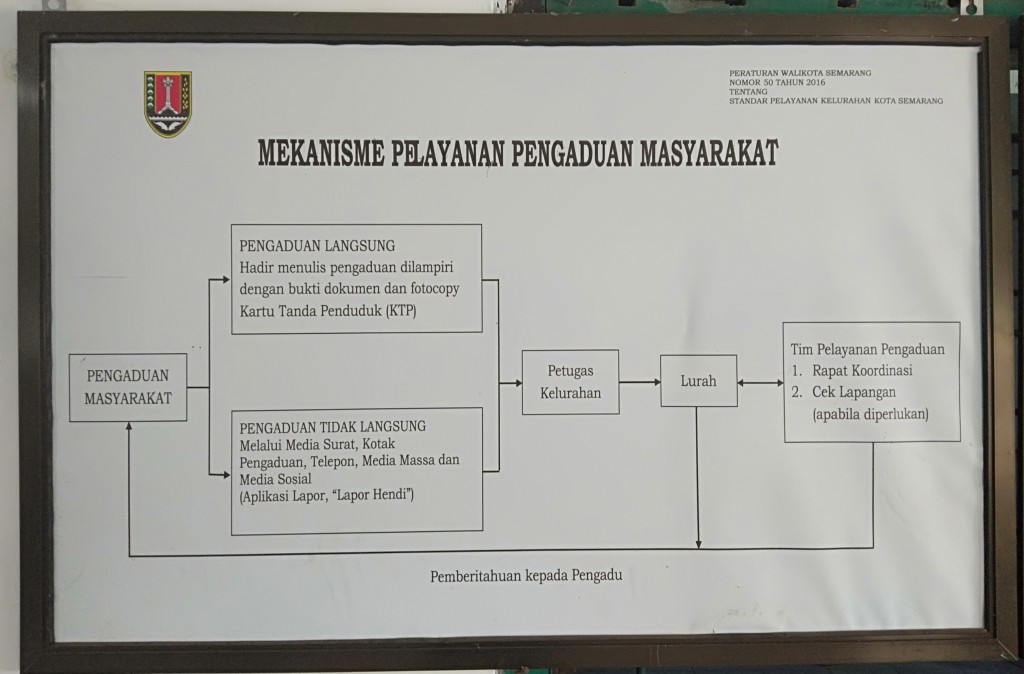 PERATURAN WALIKOTA SEMARANG
NOMOR 50 TAHUN 2016
TENTANG
STANDAR PELAYANAN KELURAHAN KOTA SEMARANG
MEKANISME PELAYANAN PENGADUAN MASYARAKAT
PENGADUAN
MASYARAKAT
PENGADUAN LANGSUNG
Hadir menulis pengaduan dilampiri
dengan bukti dokumen dan fotocopy
Kartu Tanda Penduduk (KTP)
PENGADUAN TIDAK LANGSUNG
Melalui Media Surat, Kotak
Pengaduan, Telepon, Media Massa dan
Media Sosial
(Aplikasi Lapor, “Lapor Hendi”)
Petugas
Kelurahan
Lurah
Tim Pelayanan Pengaduan
1. Rapat Koordinasi
2. Cek Lapangan
(apabila diperlukan)
Pemberitahuan kepada Pengadu